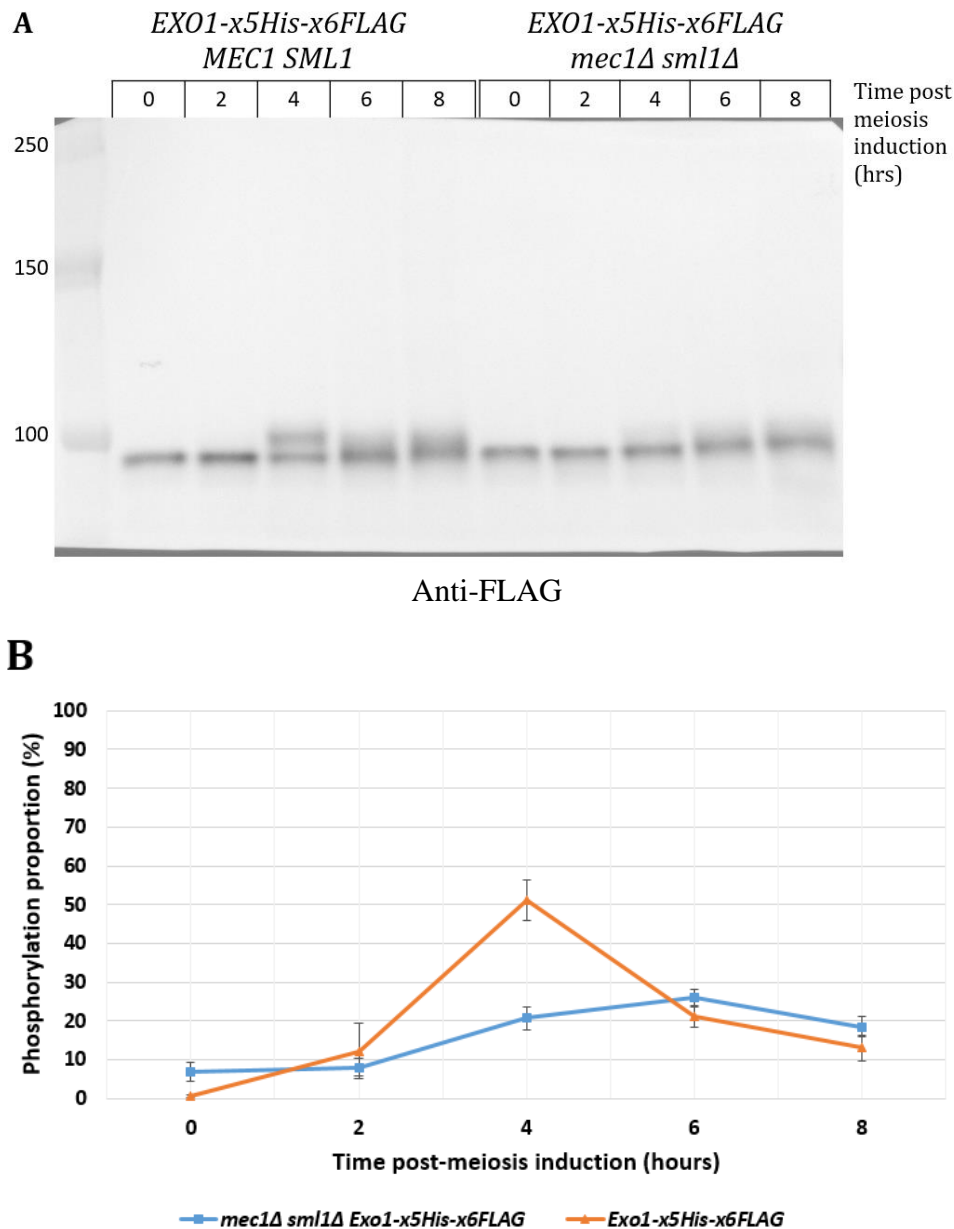 A
EXO1-x5His-x6FLAG EXO1-x5His-x6FLAG
MEC1 SML1 mec1Δ sml1Δ
0 2 4 6 8 0 2 4 6 8
Time post
meiosis
induction
(hrs)
250
150
100
Anti-FLAG
B
Phosphorylation proportion (%)
100
90
80
70
60
50
40
30
20
10
0
0 2 4 6 8
Time post-meiosis induction (hours)
mec1Δ sml1Δ Exo1-x5His-x6FLAG Exo1-x5His-x6FLAG